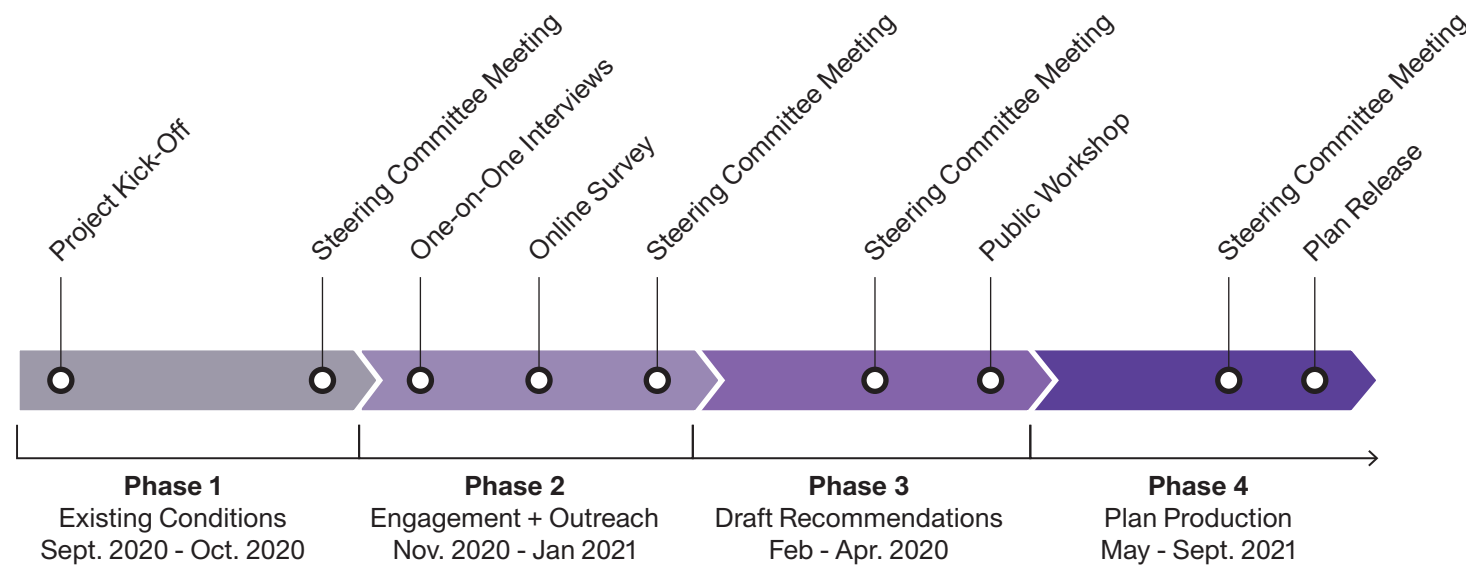 Project Kick-Off
Steering Committee Meeting
One-on-One Interviews
Online Survey
Steering Committee Meeting
Steering Committee Meeting
Public Workshop
Steering Committee Meeting
Plan Release
Phase 1
Existing Conditions
Sept. 2020 - Oct. 2020
Phase 2
Engagement + Outreach
Nov. 2020 - Jan 2021
Phase 3
Draft Recommendations
Feb - Apr. 2020
Phase 4
Plan Production
May - Sept. 2021